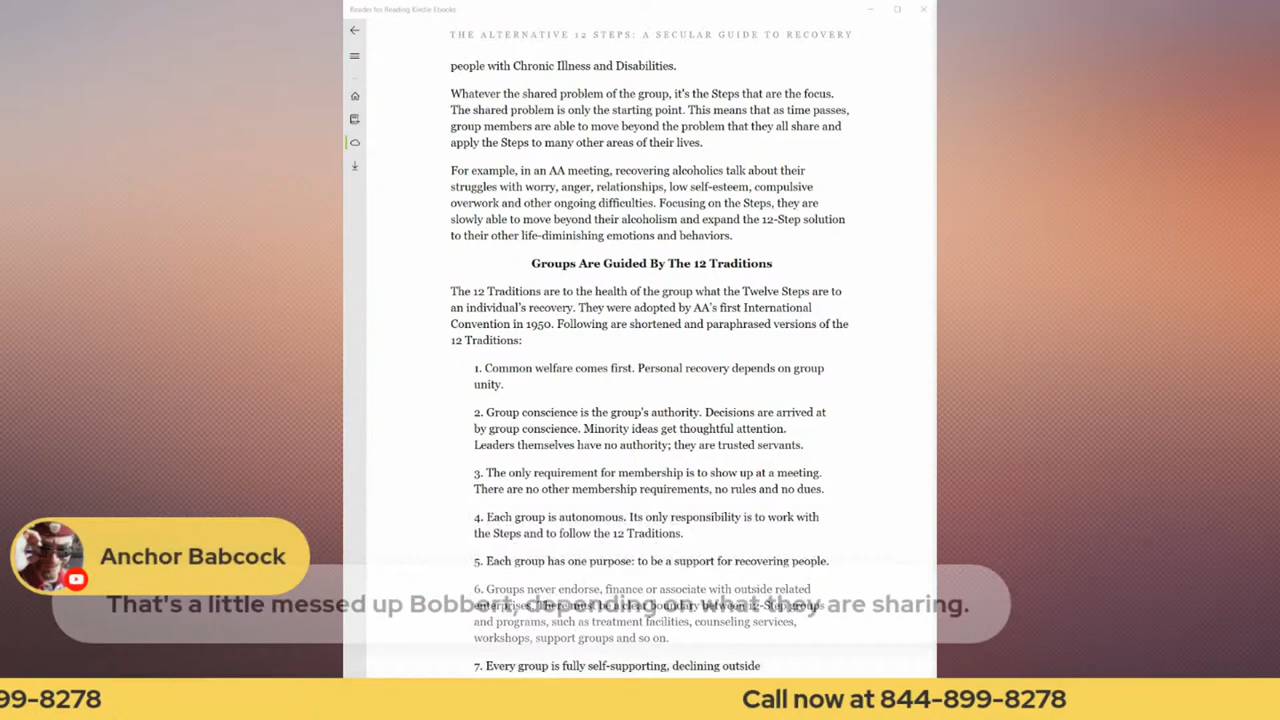 Reader for Reading Kindle Ebooks
THE ALTERNATIVE 12 STEPS: A SECULAR GUIDE TO RECOVERY
people with Chronic Illness and Disabilities.
Whatever the shared problem of the group, it's the Steps that are the focus.
The shared problem is only the starting point. This means that as time passes,
group members are able to move beyond the problem that they all share and
apply the Steps to many other areas of their lives.
For example, in an AA meeting, recovering alcoholics talk about their
struggles with worry, anger, relationships, low self-esteem, compulsive
overwork and other ongoing difficulties. Focusing on the Steps, they are
slowly able to move beyond their alcoholism and expand the 12-Step solution
to their other life-diminishing emotions and behaviors.
Groups Are Guided By The 12 Traditions
The 12 Traditions are to the health of the group what the Twelve Steps are to
an individual's recovery. They were adopted by AA's first International
Convention in 1950. Following are shortened and paraphrased versions of the
12 Traditions:
1. Common welfare comes first. Personal recovery depends on group
unity.
2. Group conscience is the group's authority. Decisions are arrived at
by group conscience. Minority ideas get thoughtful attention.
Leaders themselves have no authority; they are trusted servants.
3. The only requirement for membership is to show up at a meeting.
There are no other membership requirements, no rules and no dues.
4. Each group is autonomous. Its only responsibility is to work with
the Steps and to follow the 12 Traditions.
5. Each group has one purpose: to be a support for recovering people.
6. Groups never endorse, finance or associate with outside related
enterprises. There must be a clear boundary between 12-Step groups
and programs, such as treatment facilities, counseling services,
workshops, support groups and so on.
7. Every group is fully self-supporting, declining outside
Anchor Babcock
That's a little messed up Bobbert; depending on what they are sharing.
99-8278
Call now at 844-899-8278